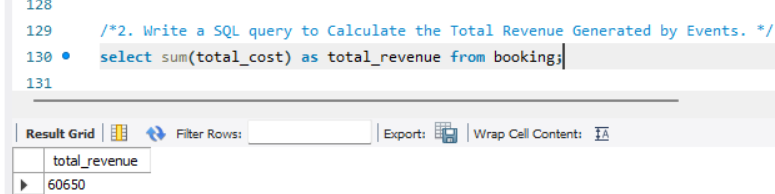 128
129 /*2. Write a SQL query to Calculate the Total Revenue Generated by Events. */
130 select sum(total_cost) as total_revenue from booking;
131
Result Grid Filter Rows: Export: Wrap Cell Content: IA
total_revenue
60650